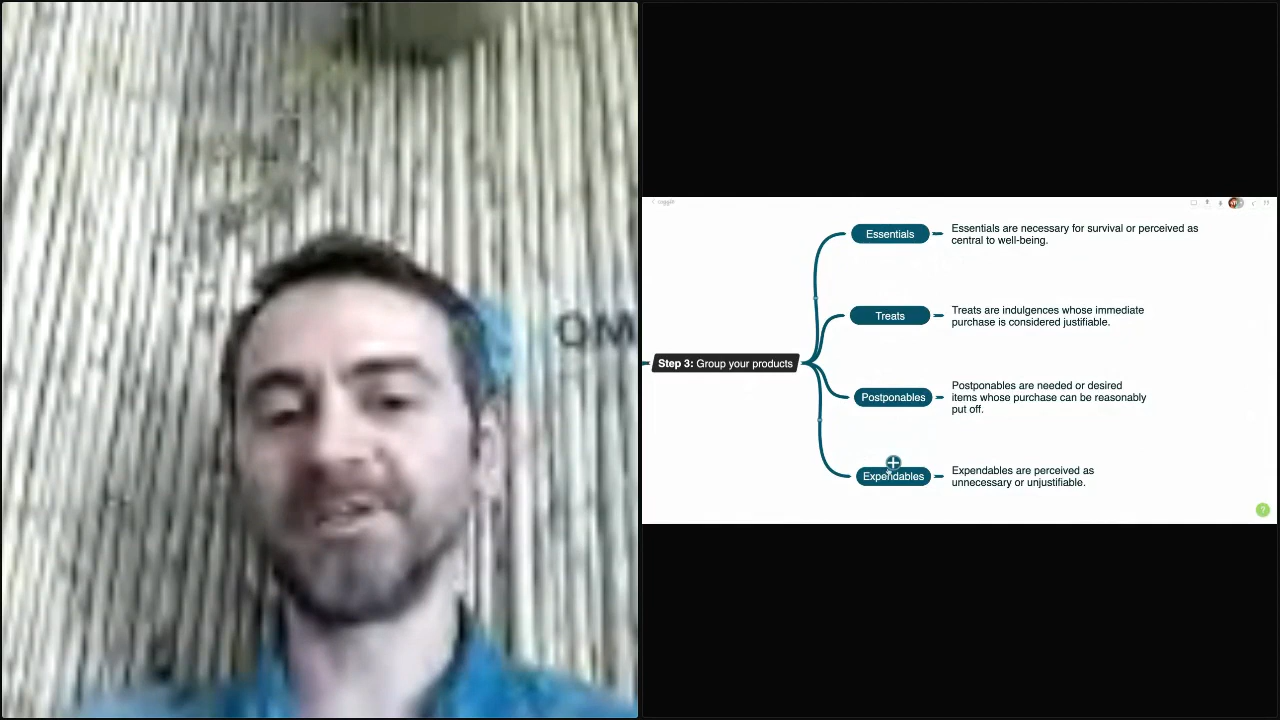 OM
coggle
Essentials
Essentials are necessary for survival or perceived as
central to well-being.
Treats
Treats are indulgences whose immediate
purchase is considered justifiable.
Step 3: Group your products
Postponables
Postponables are needed or desired
items whose purchase can be reasonably
put off.
Expendables
Expendables are perceived as
unnecessary or unjustifiable.
?